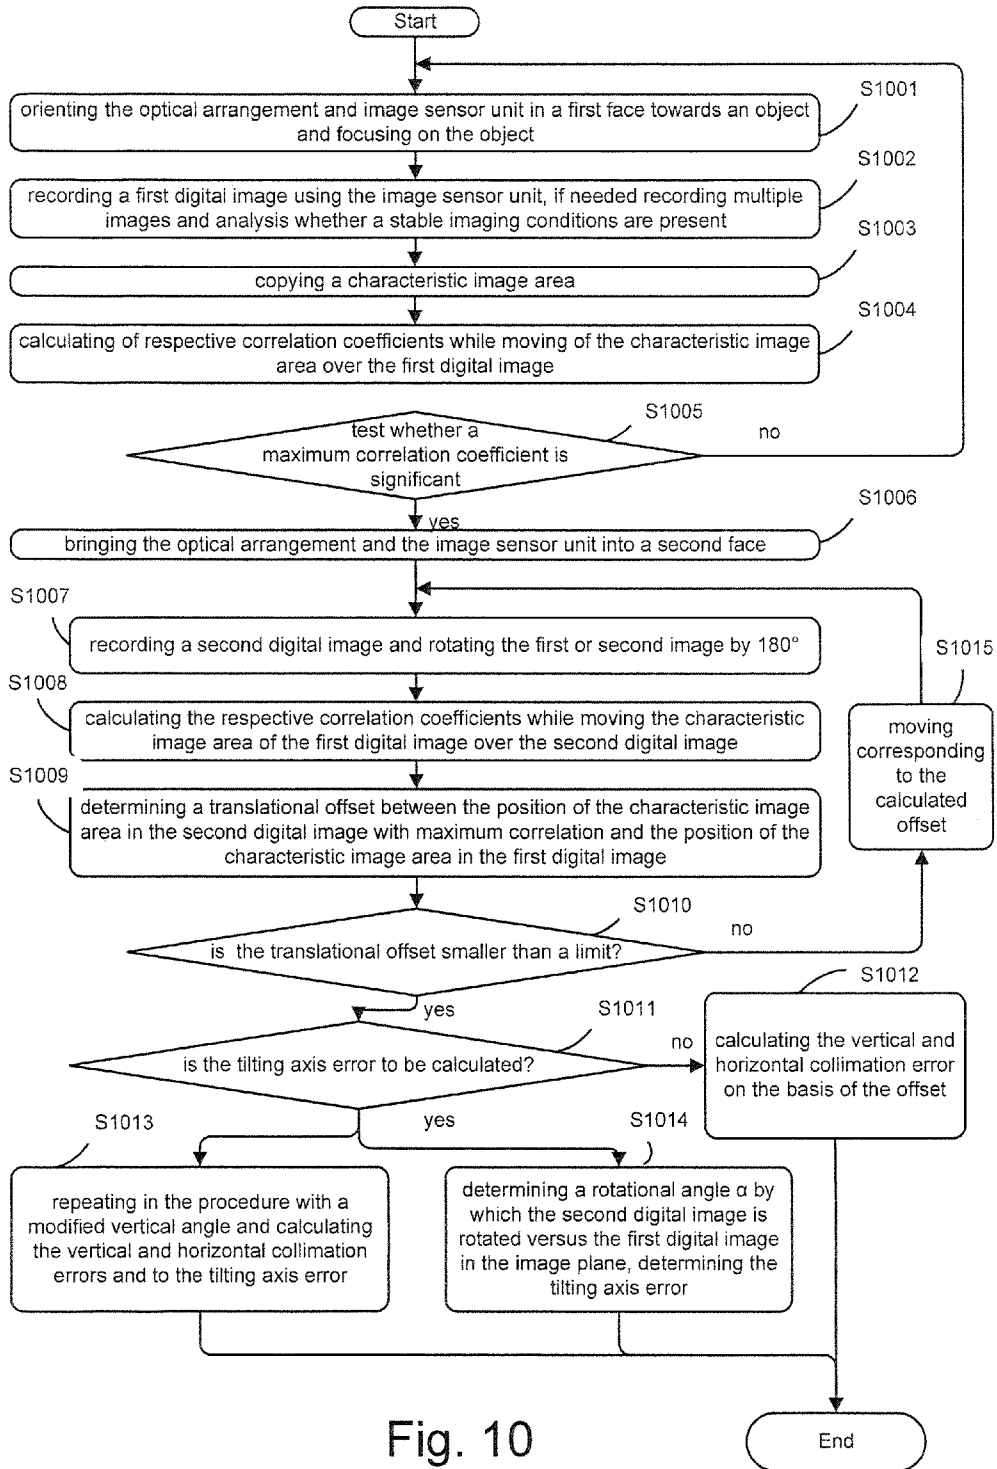 Start
S1001
orienting the optical arrangement and image sensor unit in a first face towards an object
and focusing on the object
S1002
recording a first digital image using the image sensor unit, if needed recording multiple
images and analysis whether a stable imaging conditions are present
S1003
copying a characteristic image area
S1004
calculating of respective correlation coefficients while moving of the characteristic image
area over the first digital image
S1005
no
test whether a
maximum correlation coefficient is
significant
yes
S1006
bringing the optical arrangement and the image sensor unit into a second face
S1007
recording a second digital image and rotating the first or second image by 180°
S1015
moving
corresponding
to the
calculated
offset
S1008
calculating the respective correlation coefficients while moving the characteristic
image area of the first digital image over the second digital image
S1009
determining a translational offset between the position of the characteristic image
area in the second digital image with maximum correlation and the position of the
characteristic image area in the first digital image
S1010
no
is the translational offset smaller than a limit?
yes
S1011
no
is the tilting axis error to be calculated?
yes
S1012
calculating the vertical and
horizontal collimation error
on the basis of the offset
S1013
repeating in the procedure with a
modified vertical angle and calculating
the vertical and horizontal collimation
errors and to the tilting axis error
S1014
determining a rotational angle α by
which the second digital image is
rotated versus the first digital image
in the image plane, determining the
tilting axis error
End
Fig. 10